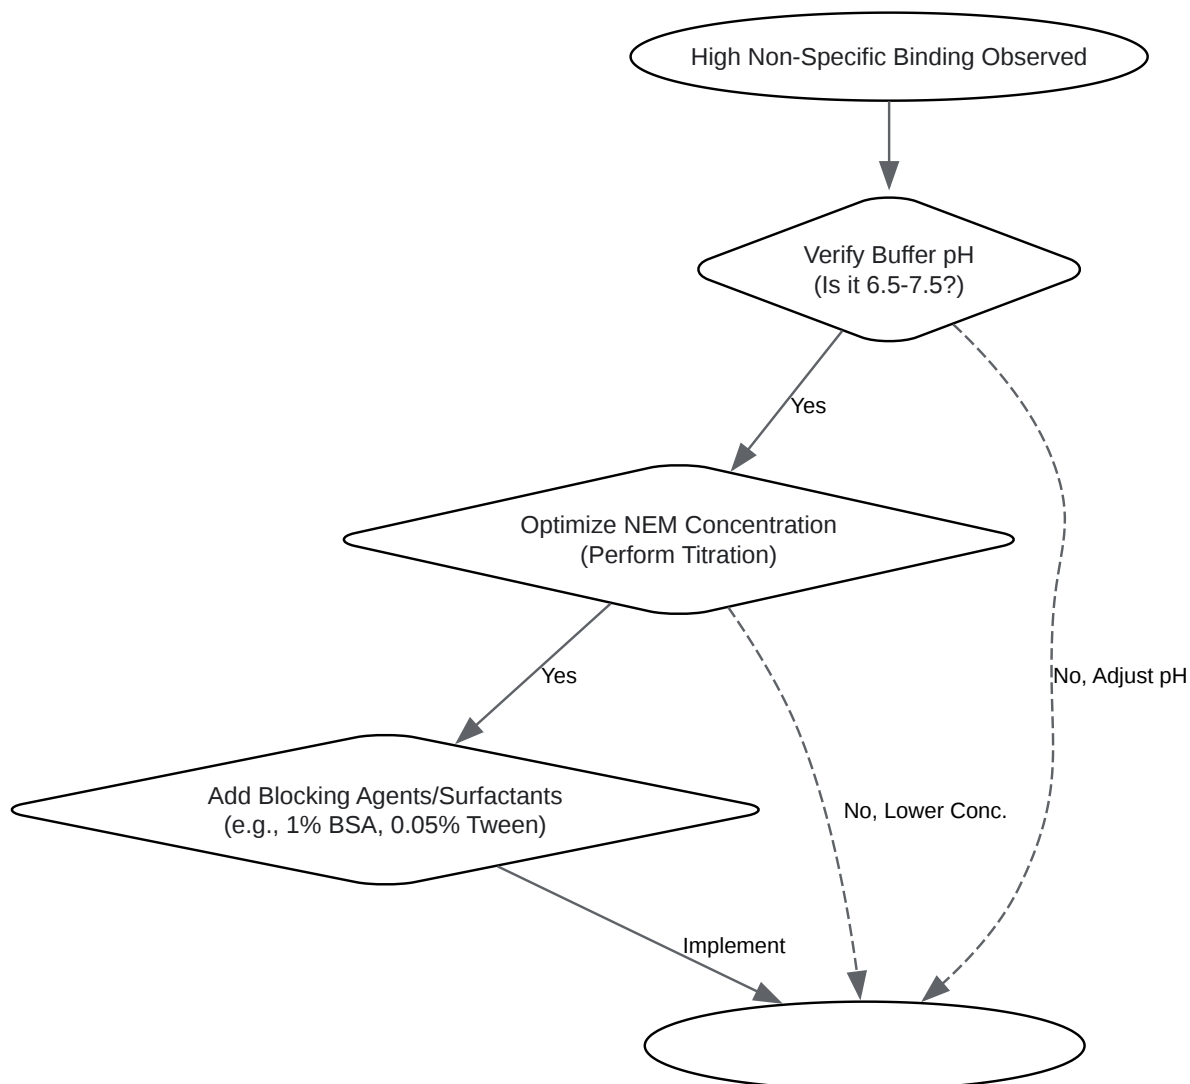 High Non-Specific Binding Observed
Verify Buffer pH
(Is it 6.5-7.5?)
Yes
Optimize NEM Concentration
(Perform Titration)
Yes
No, Adjust pH
Add Blocking Agents/Surfactants
(e.g., 1% BSA, 0.05% Tween)
No, Lower Conc.
Implement